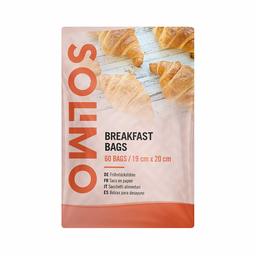 SOLIMO
BREAKFAST
BAGS
60 BAGS / 19 cm x 20 cm
DE Frühstückstüten
FR Sacs en papier
IT Sacchetti alimentari
ES Bolsas para desayuno